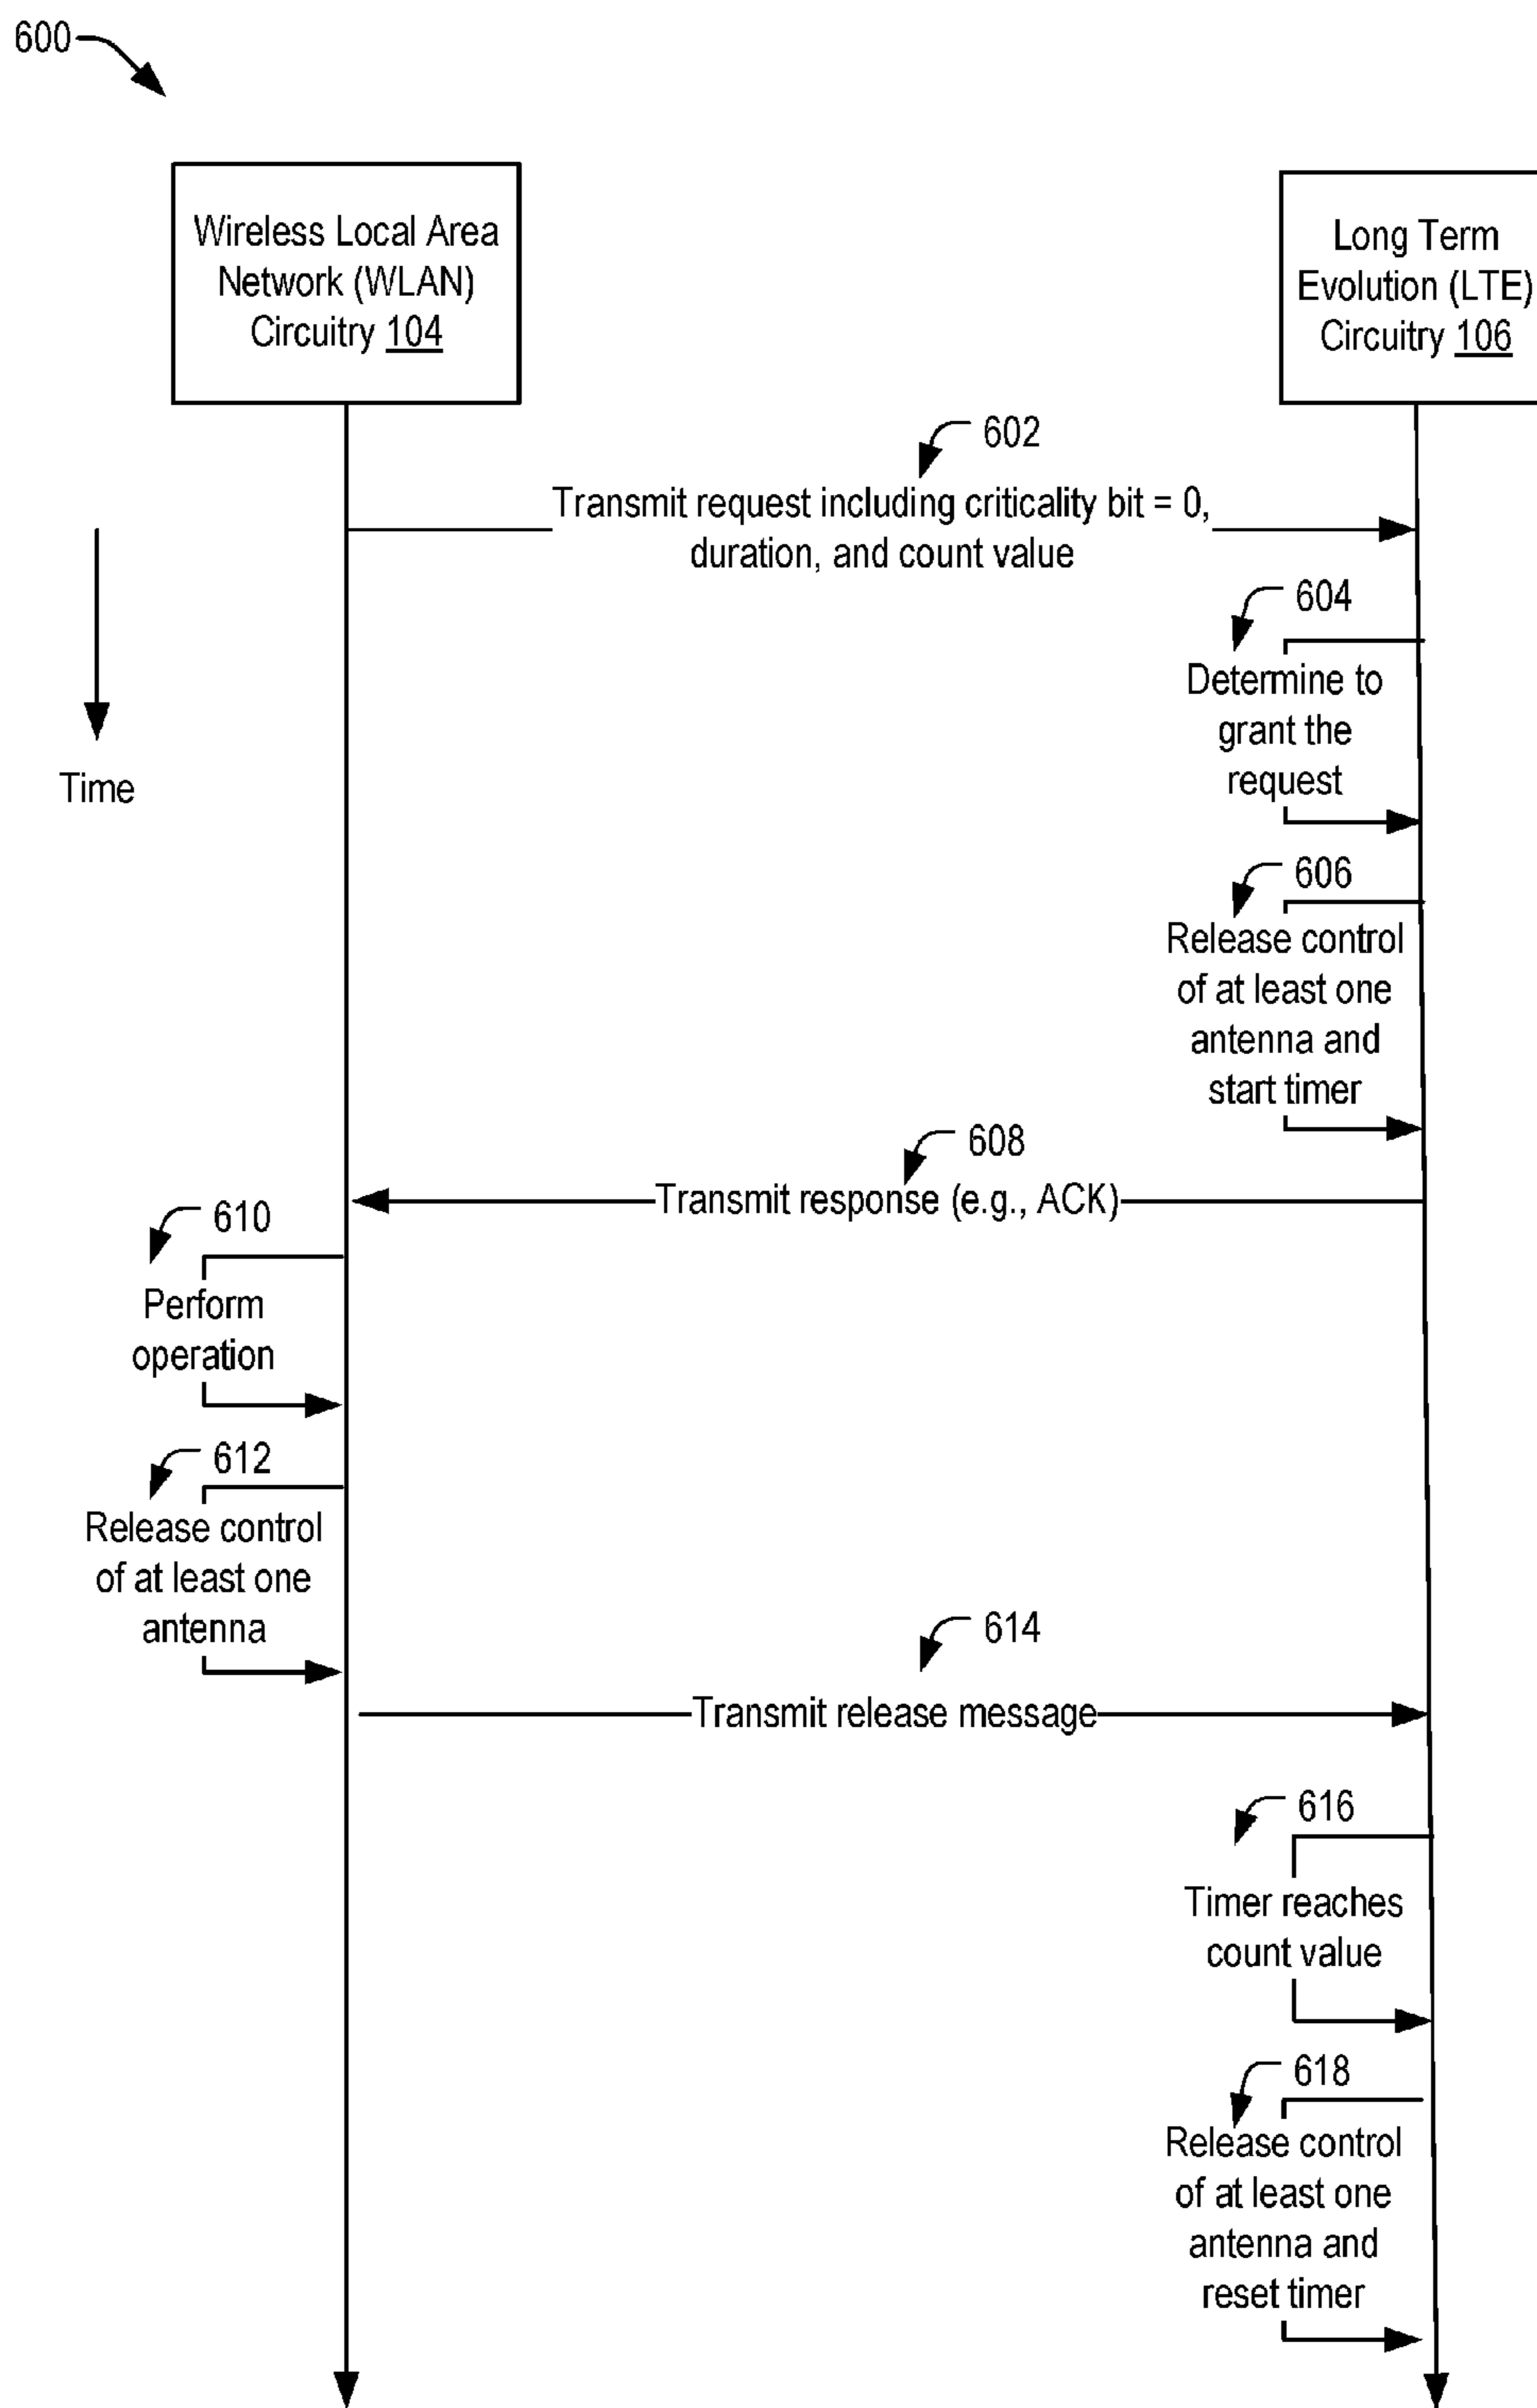 600
Wireless Local Area
Network (WLAN)
Circuitry 104
Long Term
Evolution (LTE)
Circuitry 106
602
Transmit request including criticality bit = 0,
duration, and count value
Time
604
Determine to
grant the
request
606
Release control
of at least one
antenna and
start timer
608
Transmit response (e.g., ACK)
610
Perform
operation
612
Release control
of at least one
antenna
614
Transmit release message
616
Timer reaches
count value
618
Release control
of at least one
antenna and
reset timer